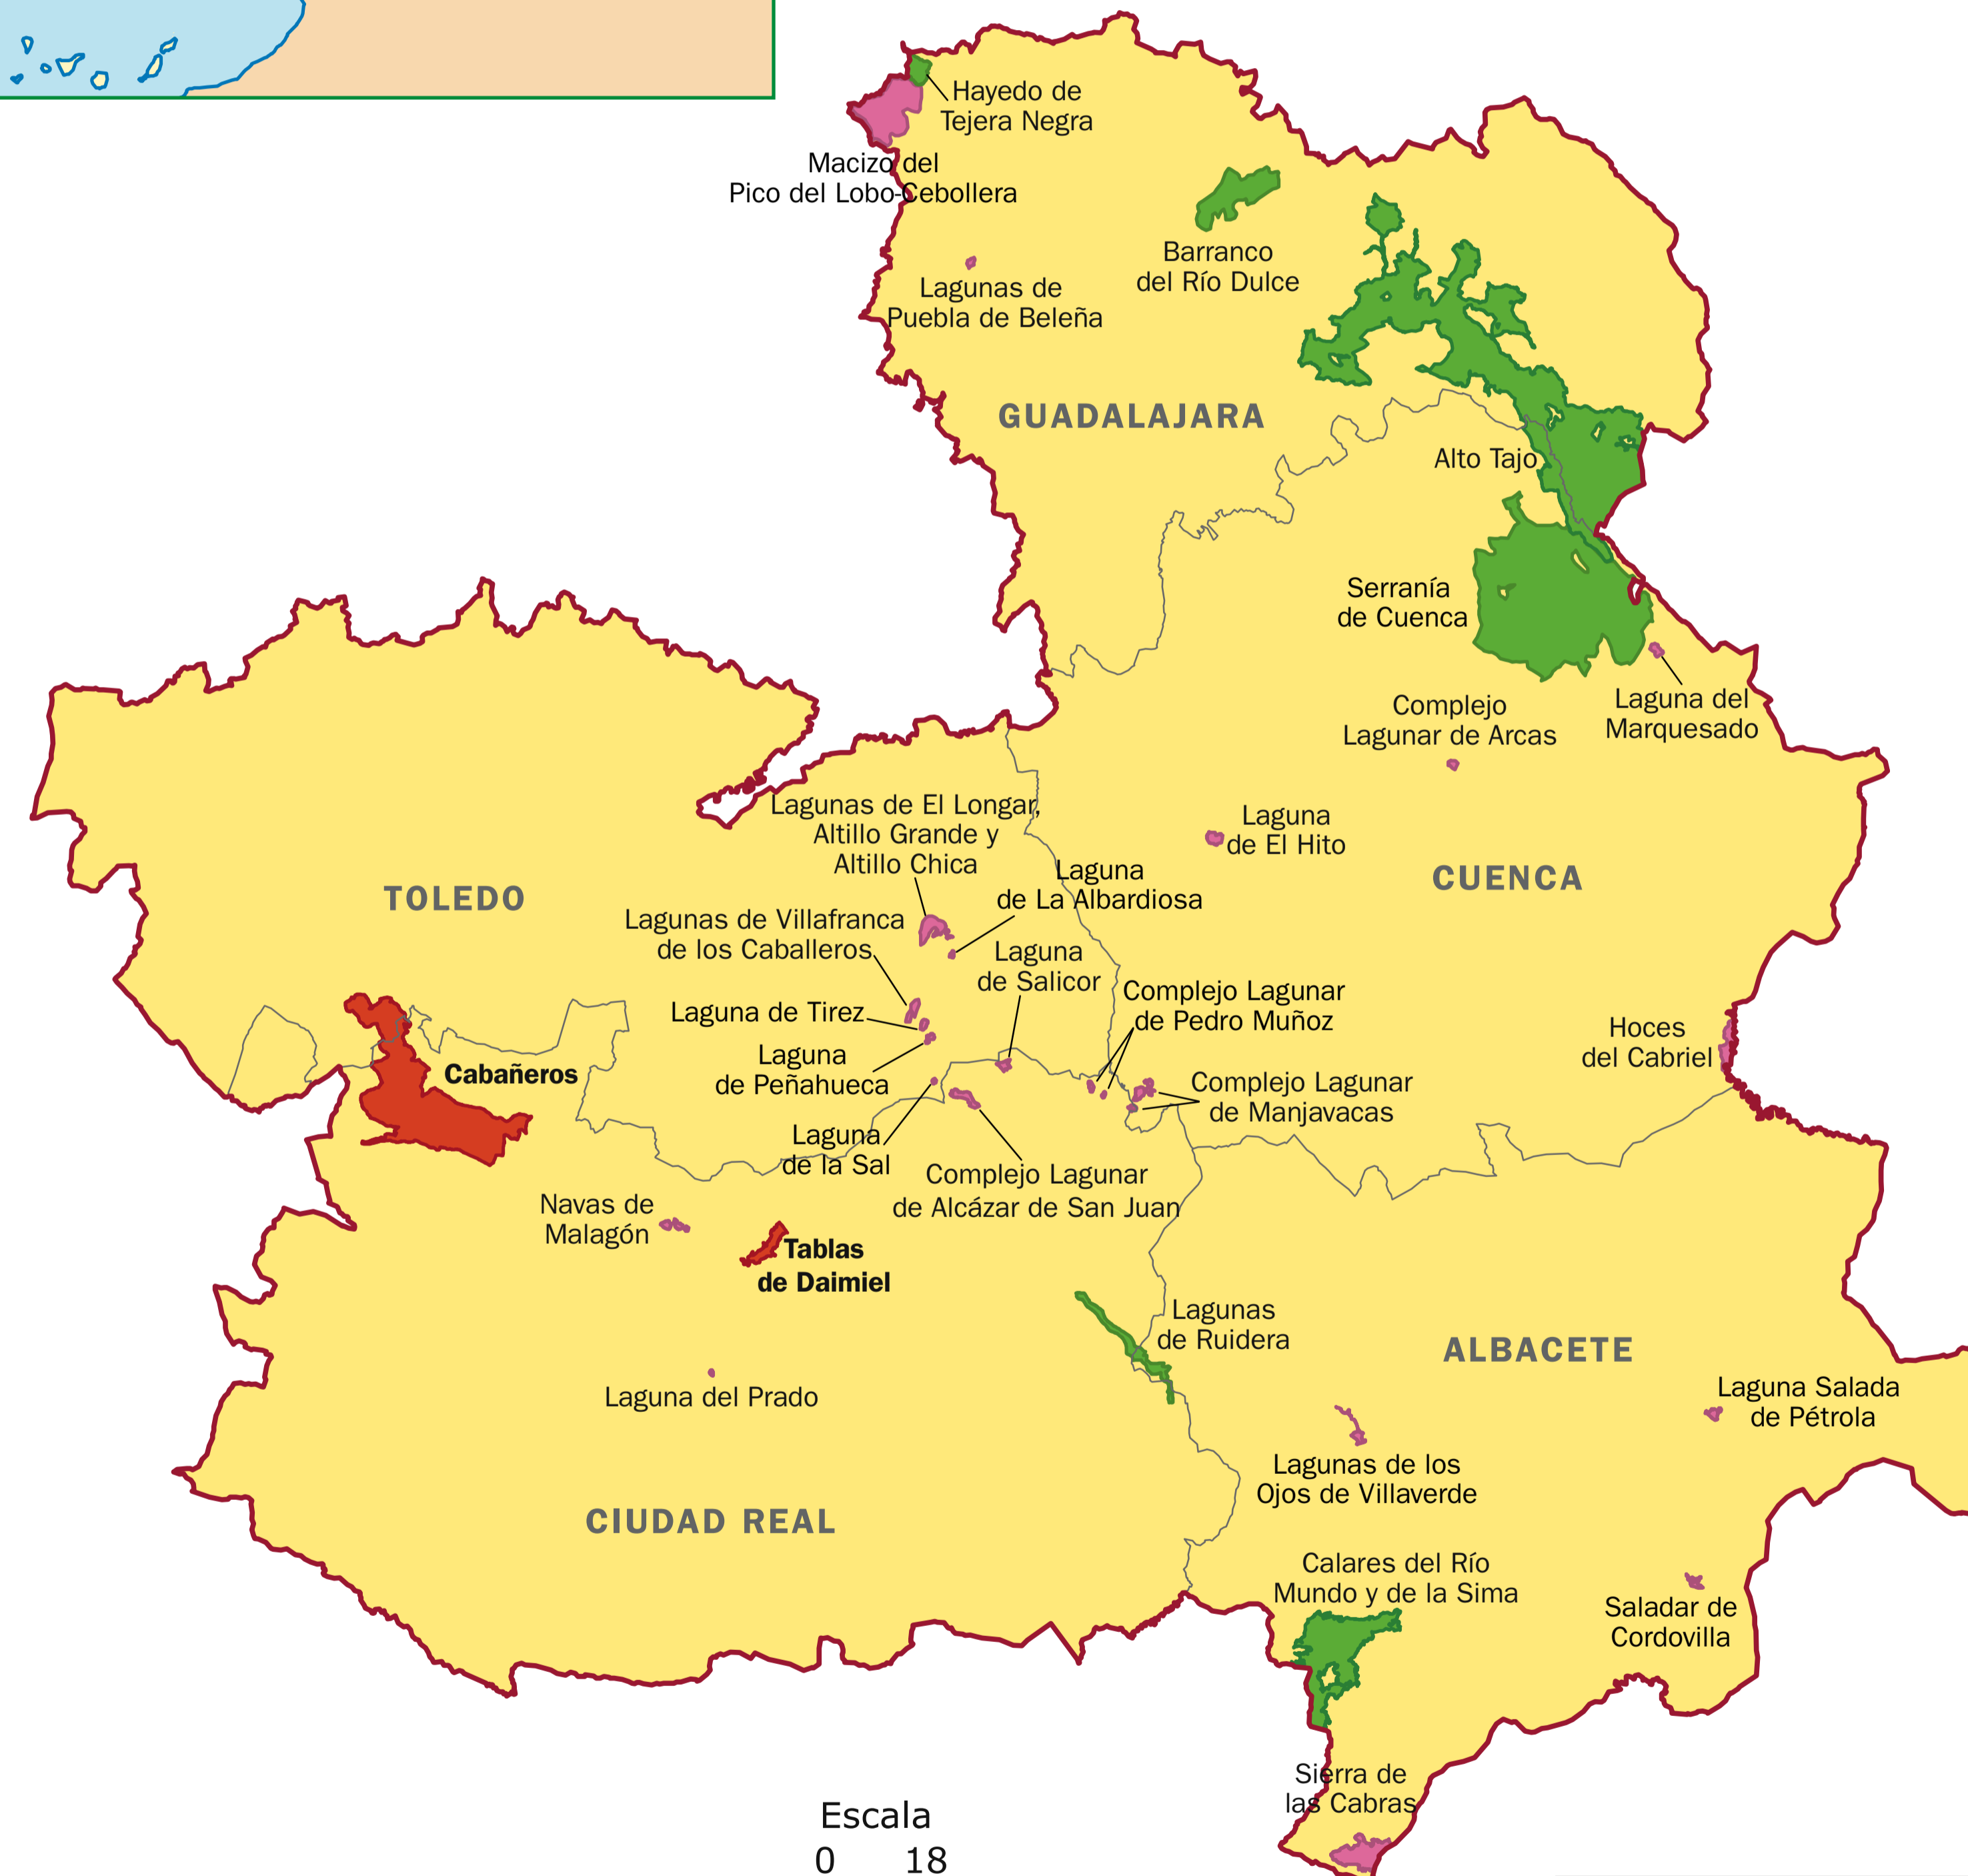 Hayedo de
Tejera Negra
Macizo del
Pico del Lobo-Cebollera
Barranco
del Río Dulce
Lagunas de
Puebla de Beleña
GUADALAJARA
Alto Tajo
Serranía
de Cuenca
Complejo
Lagunar de Arcas
Laguna del
Marquesado
Lagunas de El Longar,
Altillo Grande y
Altillo Chica
Laguna
de El Hito
CUENCA
TOLEDO
Laguna
de La Albardiosa
Lagunas de Villafranca
de los Caballeros
Laguna
de Salicor
Laguna de Tirez
Complejo Lagunar
de Pedro Muñoz
Hoces
del Cabriel
Laguna
de Peñahueca
Cabañeros
Complejo Lagunar
de Manjavacas
Laguna
de la Sal
Complejo Lagunar
de Alcázar de San Juan
Navas de
Malagón
Tablas
de Daimiel
Lagunas
de Ruidera
ALBACETE
Laguna del Prado
Laguna Salada
de Pétrola
Lagunas de los
Ojos de Villaverde
CIUDAD REAL
Calares del Río
Mundo y de la Sima
Saladar de
Cordovilla
Sierra de
las Cabras
Escala
0 18